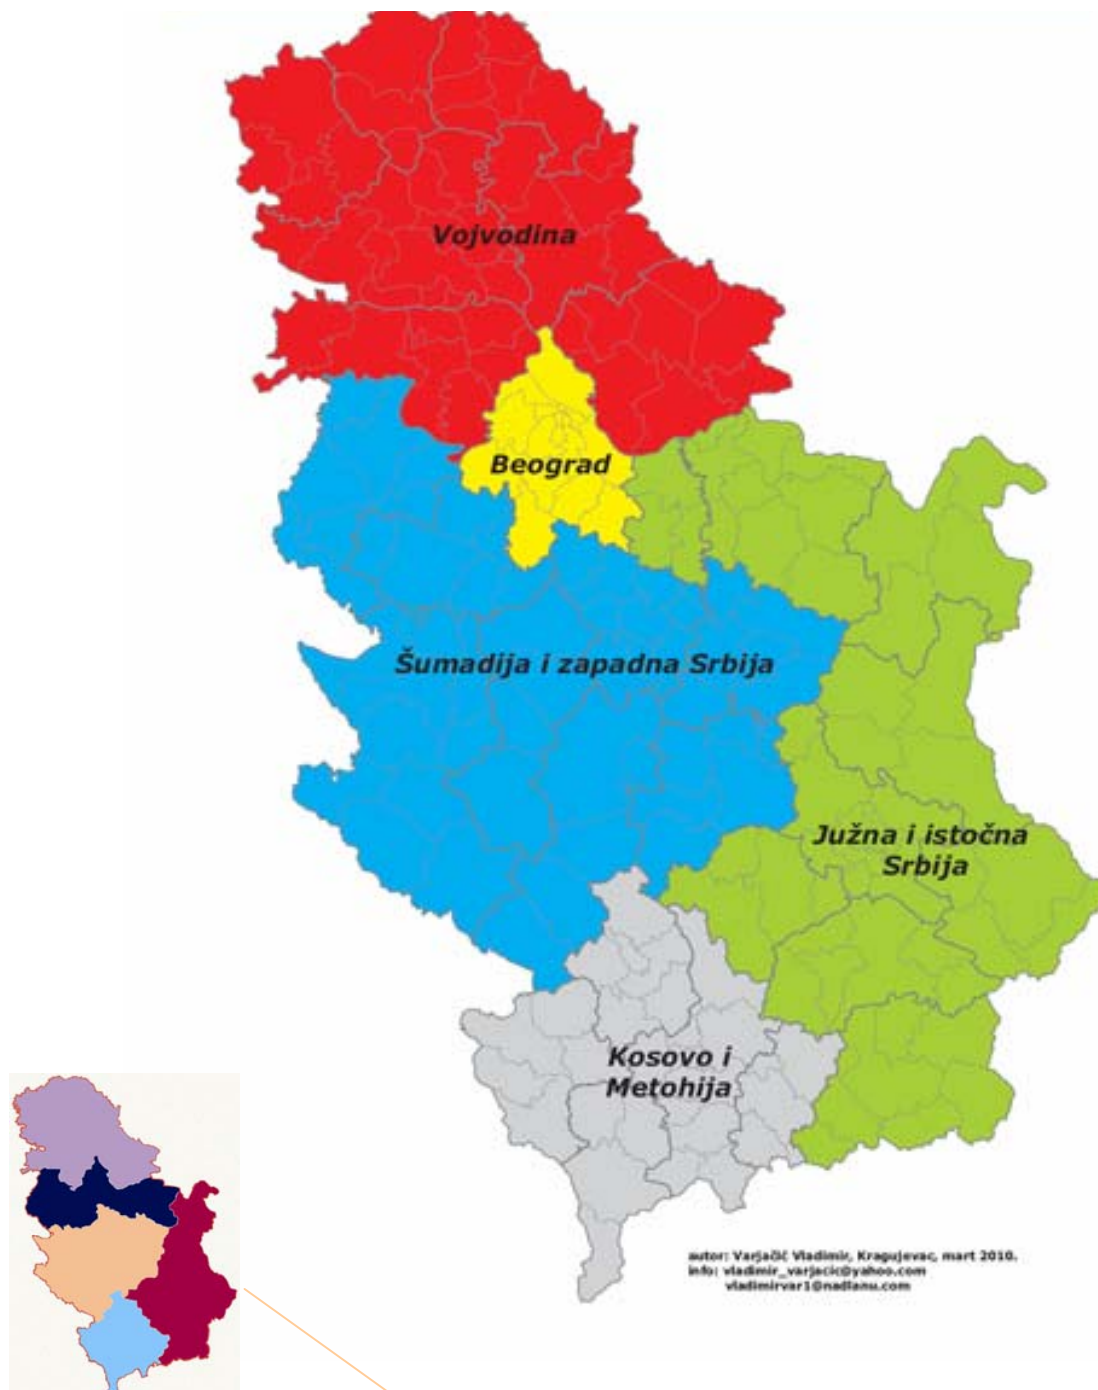 Vojvodina
Beograd
Šumadija i zapadna Srbija
Južna i istočna
Srbija
Kosovo i
Metohija
autor: Varjačić Vladimir, Kragujevac, mart 2010.
info: vladimir_varjacic@yahoo.com
vladimirvar1@nadlanu.com